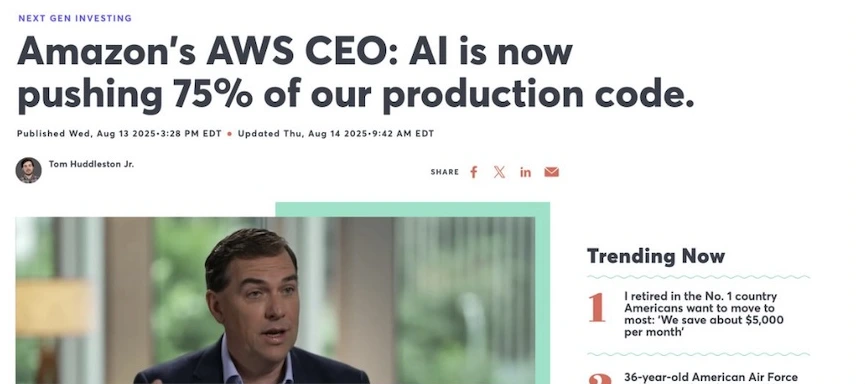 NEXT GEN INVESTING
Amazon's AWS CEO: AI is now
pushing 75% of our production code.
Published Wed, Aug 13 2025•3:28 PM EDT • Updated Thu, Aug 14 2025•9:42 AM EDT
Tom Huddleston Jr.
SHARE
Trending Now
1
I retired in the No. 1 country
Americans want to move to
most: 'We save about $5,000
per month'
36-year-old American Air Force